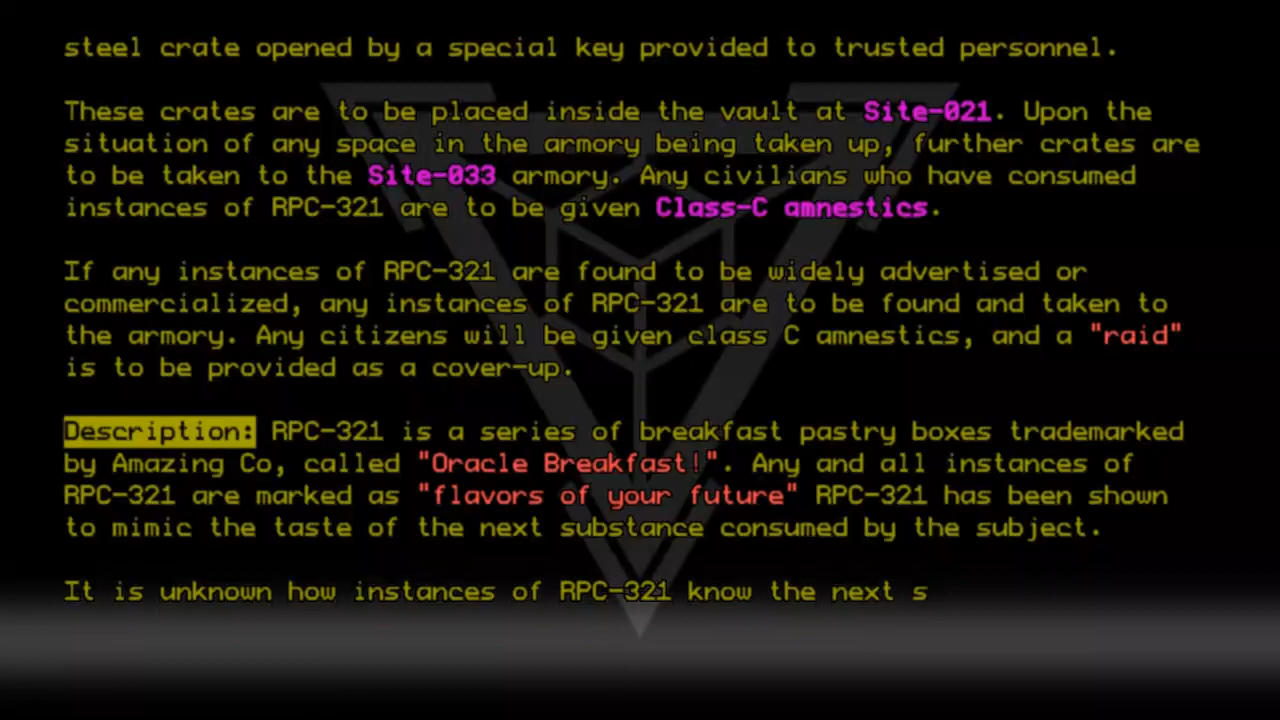 steel crate opened by a special key provided to trusted personnel.
These crates are to be placed inside the vault at Site-021. Upon the
situation of any space in the armory being taken up, further crates are
to be taken to the Site-033 armory. Any civilians who have consumed
instances of RPC-321 are to be given Class-C amnestics.
If any instances of RPC-321 are found to be widely advertised or
commercialized, any instances of RPC-321 are to be found and taken to
the armory. Any citizens will be given class C amnestics, and a "raid"
is to be provided as a cover-up.
Description: RPC-321 is a series of breakfast pastry boxes trademarked
by Amazing Co, called "Oracle Breakfast!". Any and all instances of
RPC-321 are marked as "flavors of your future" RPC-321 has been shown
to mimic the taste of the next substance consumed by the subject.
It is unknown how instances of RPC-321 know the next s